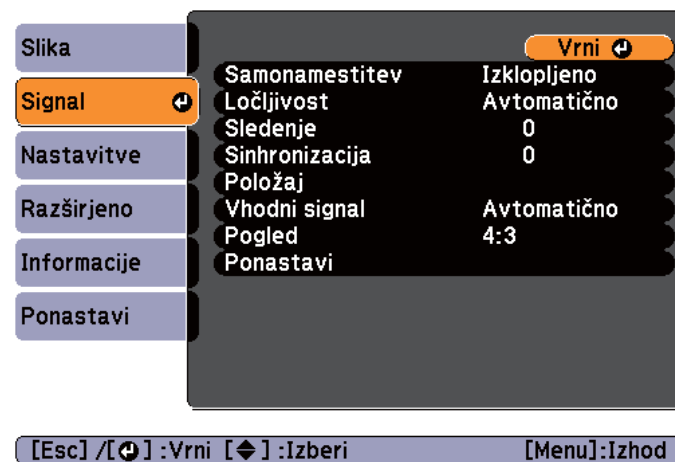 Slika
Signal
Nastavitve
Razširjeno
Informacije
Ponastavi
Vrni
Samonamestitev Izklopljeno
Ločljivost Avtomatično
Sledenje 0
Sinhronizacija 0
Položaj
Vhodni signal Avtomatično
Pogled 4:3
Ponastavi
[Esc] /[⏎] :Vrni [◆] :Izberi [Menu]:Izhod